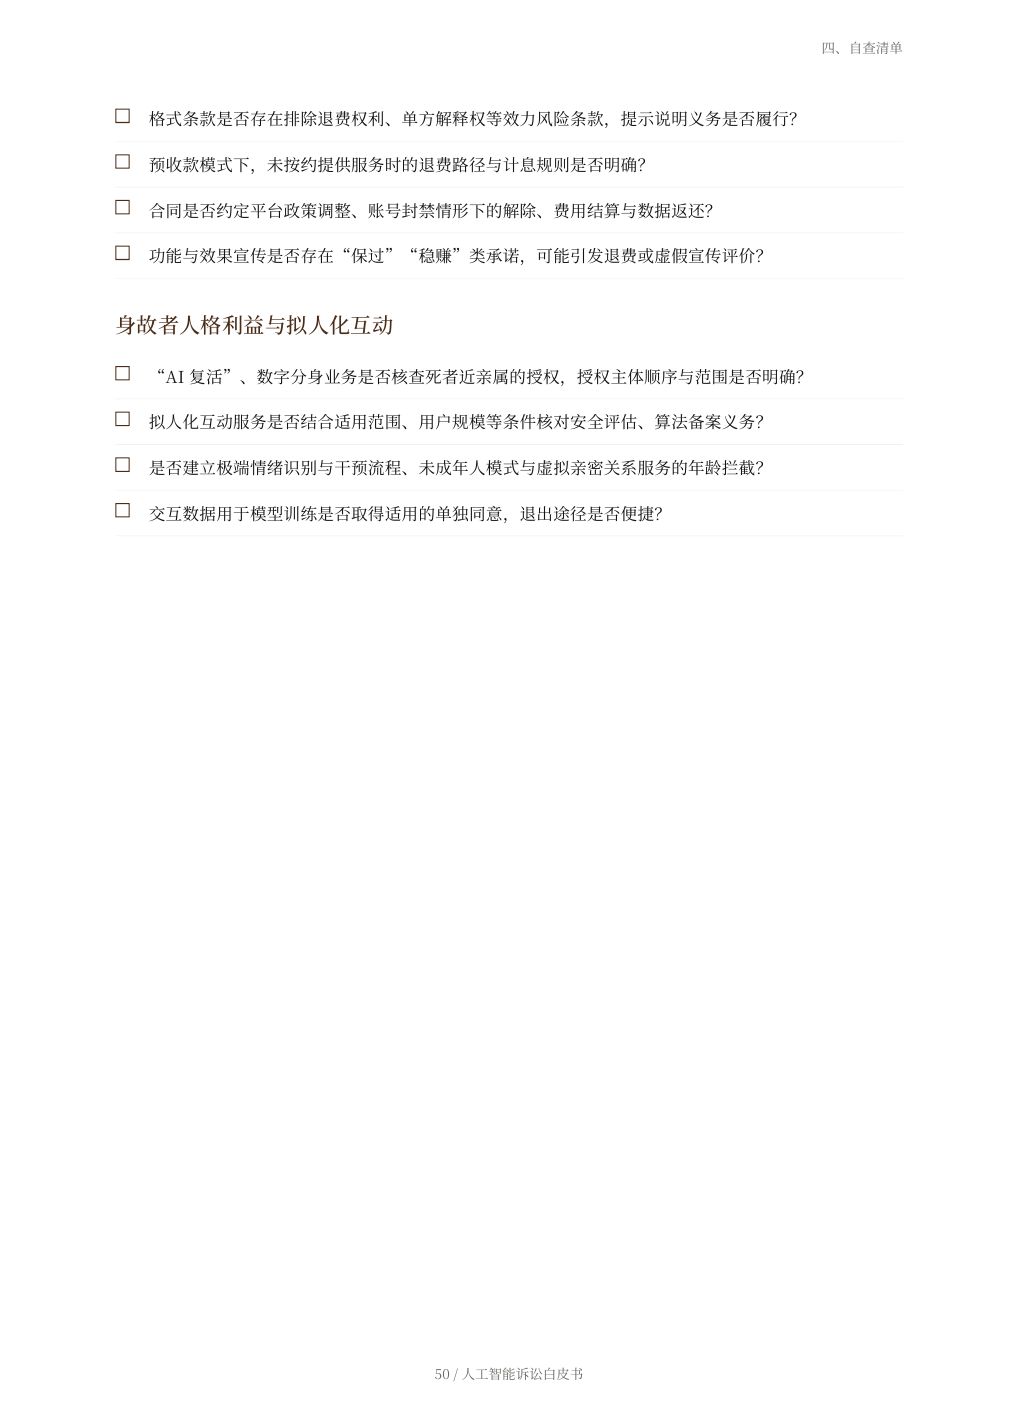 四、自查清单
☐ 格式条款是否存在排除退费权利、单方解释权等效力风险条款，提示说明义务是否履行？
☐ 预收款模式下，未按约提供服务时的退费路径与计息规则是否明确？
☐ 合同是否约定平台政策调整、账号封禁情形下的解除、费用结算与数据返还？
☐ 功能与效果宣传是否存在“保过”“稳赚”类承诺，可能引发退费或虚假宣传评价？
身故者人格利益与拟人化互动
☐ “AI 复活”、数字分身业务是否核查死者近亲属的授权，授权主体顺序与范围是否明确？
☐ 拟人化互动服务是否结合适用范围、用户规模等条件核对安全评估、算法备案义务？
☐ 是否建立极端情绪识别与干预流程、未成年人模式与虚拟亲密关系服务的年龄拦截？
☐ 交互数据用于模型训练是否取得适用的单独同意，退出途径是否便捷？
50 / 人工智能诉讼白皮书